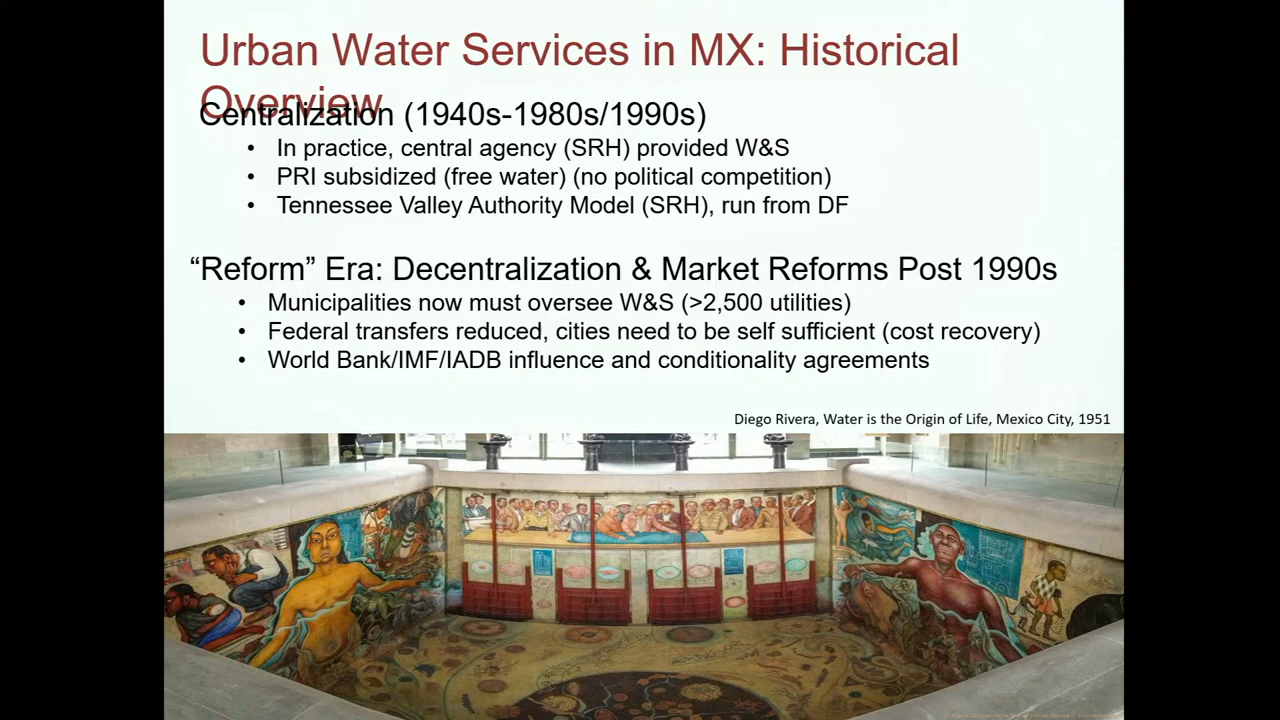 Urban Water Services in MX: Historical
Overview
Centralization (1940s-1980s/1990s)
• In practice, central agency (SRH) provided W&S
• PRI subsidized (free water) (no political competition)
• Tennessee Valley Authority Model (SRH), run from DF
“Reform” Era: Decentralization & Market Reforms Post 1990s
• Municipalities now must oversee W&S (>2,500 utilities)
• Federal transfers reduced, cities need to be self sufficient (cost recovery)
• World Bank/IMF/IADB influence and conditionality agreements
Diego Rivera, Water is the Origin of Life, Mexico City, 1951